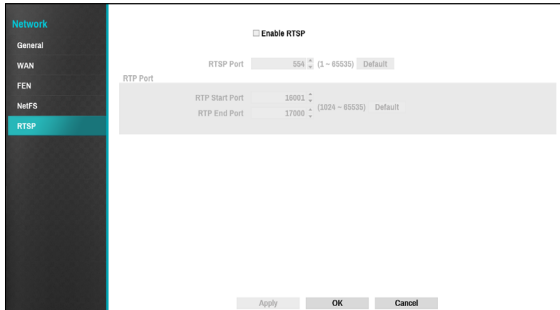 Network
General
WAN
FEN
NetFS
RTSP
Enable RTSP
RTSP Port 554 (1 ~ 65535) Default
RTP Port
RTP Start Port 16001
RTP End Port 17000
(1024 ~ 65535) Default
Apply OK Cancel